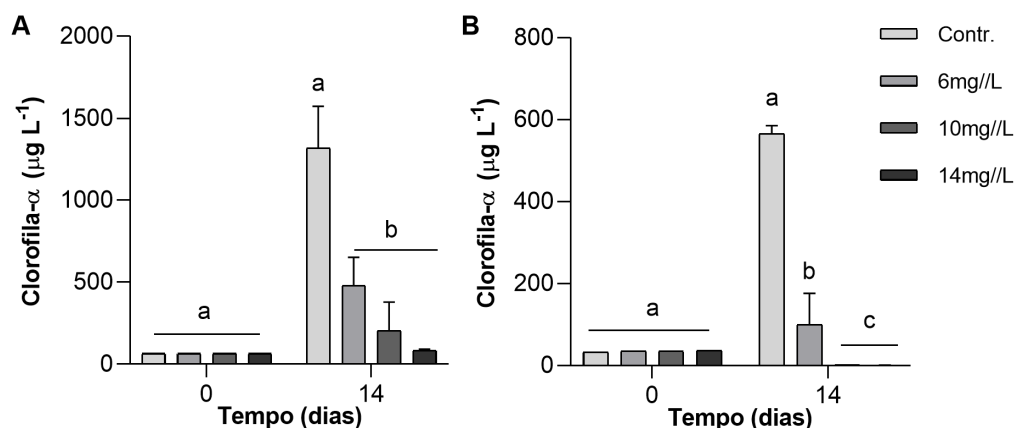 A
Clorofila-α (μg L⁻¹)
2000
1500
1000
500
0
a
a
b
0
14
Tempo (dias)
B
Clorofila-α (μg L⁻¹)
800
600
400
200
0
a
a
b
c
0
14
Tempo (dias)
Contr.
6mg//L
10mg//L
14mg//L